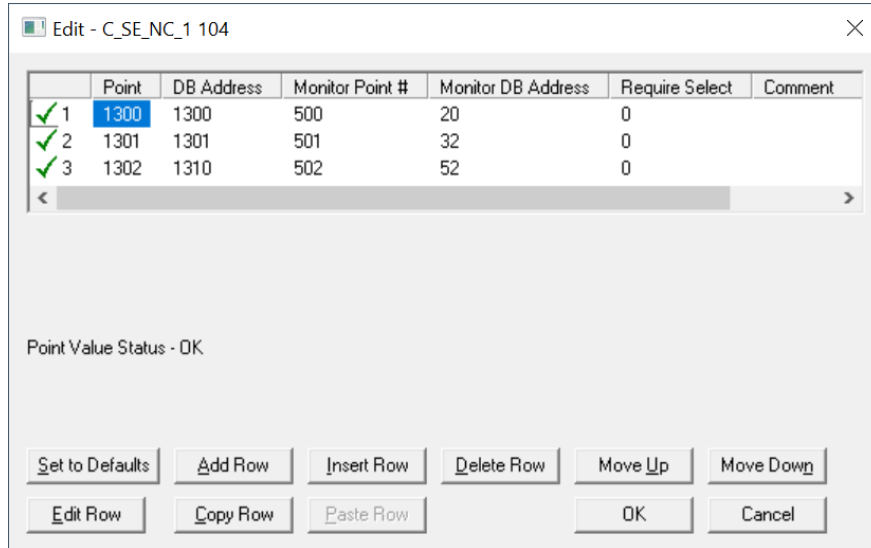 Edit - C_SE_NC_1 104
Point DB Address Monitor Point # Monitor DB Address Require Select Comment
1 1300 1300 500 20 0
2 1301 1301 501 32 0
3 1302 1310 502 52 0
Point Value Status - OK
Set to Defaults Add Row Insert Row Delete Row Move Up Move Down
Edit Row Copy Row Paste Row OK Cancel